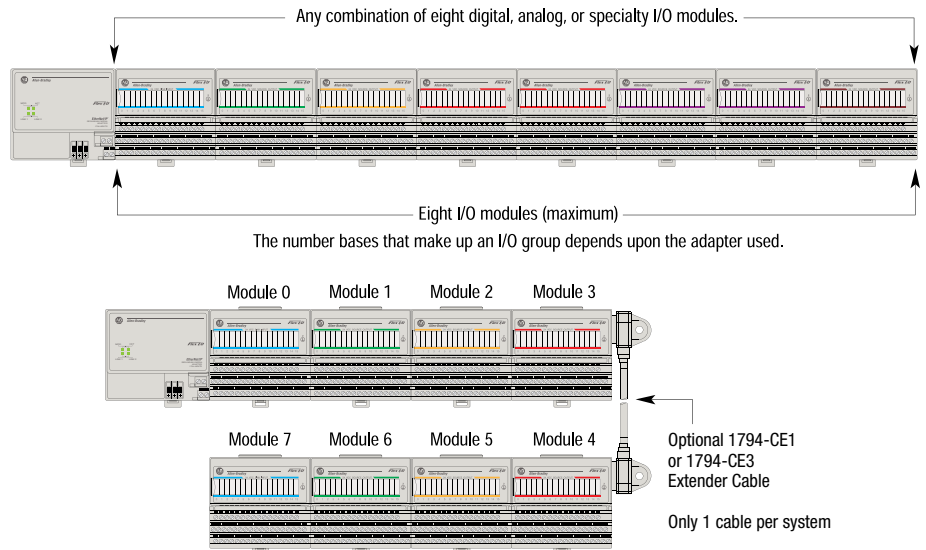 Any combination of eight digital, analog, or specialty I/O modules.
Eight I/O modules (maximum)
The number bases that make up an I/O group depends upon the adapter used.
Module 0 Module 1 Module 2 Module 3
Module 7 Module 6 Module 5 Module 4
Optional 1794-CE1
or 1794-CE3
Extender Cable
Only 1 cable per system